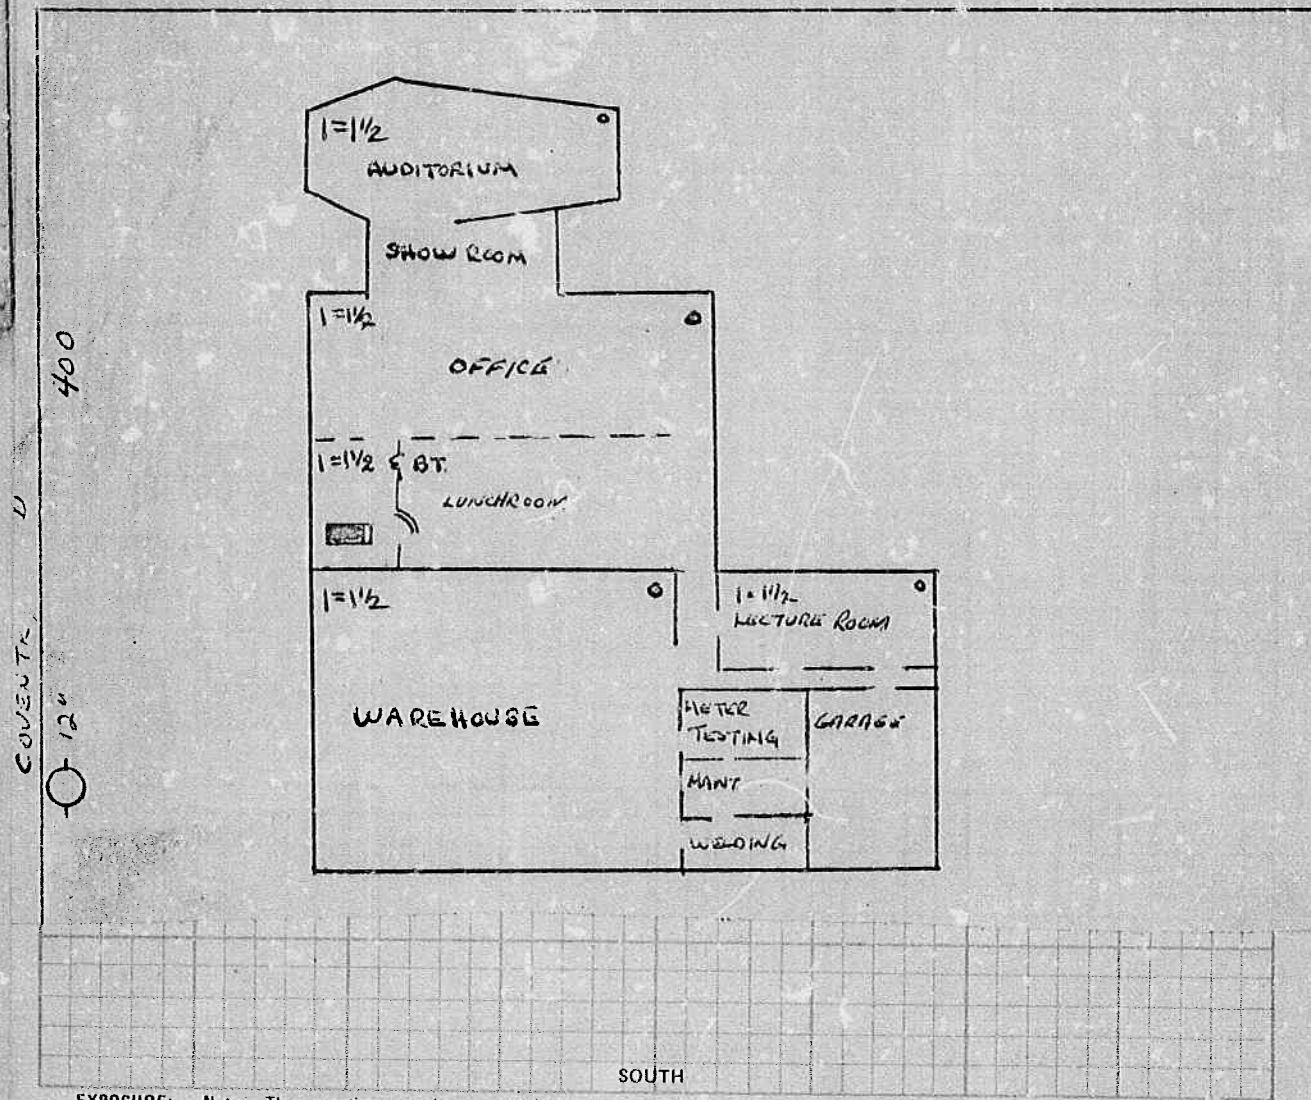 1=1½
AUDITORIUM
SHOW ROOM
1=1½
OFFICE
1=1½
BT.
LUNCHROOM
1=1½
1=1½
LECTURE ROOM
WAREHOUSE
METER
TESTING
GARAGE
MANT
WELDING
400
12"
SOUTH